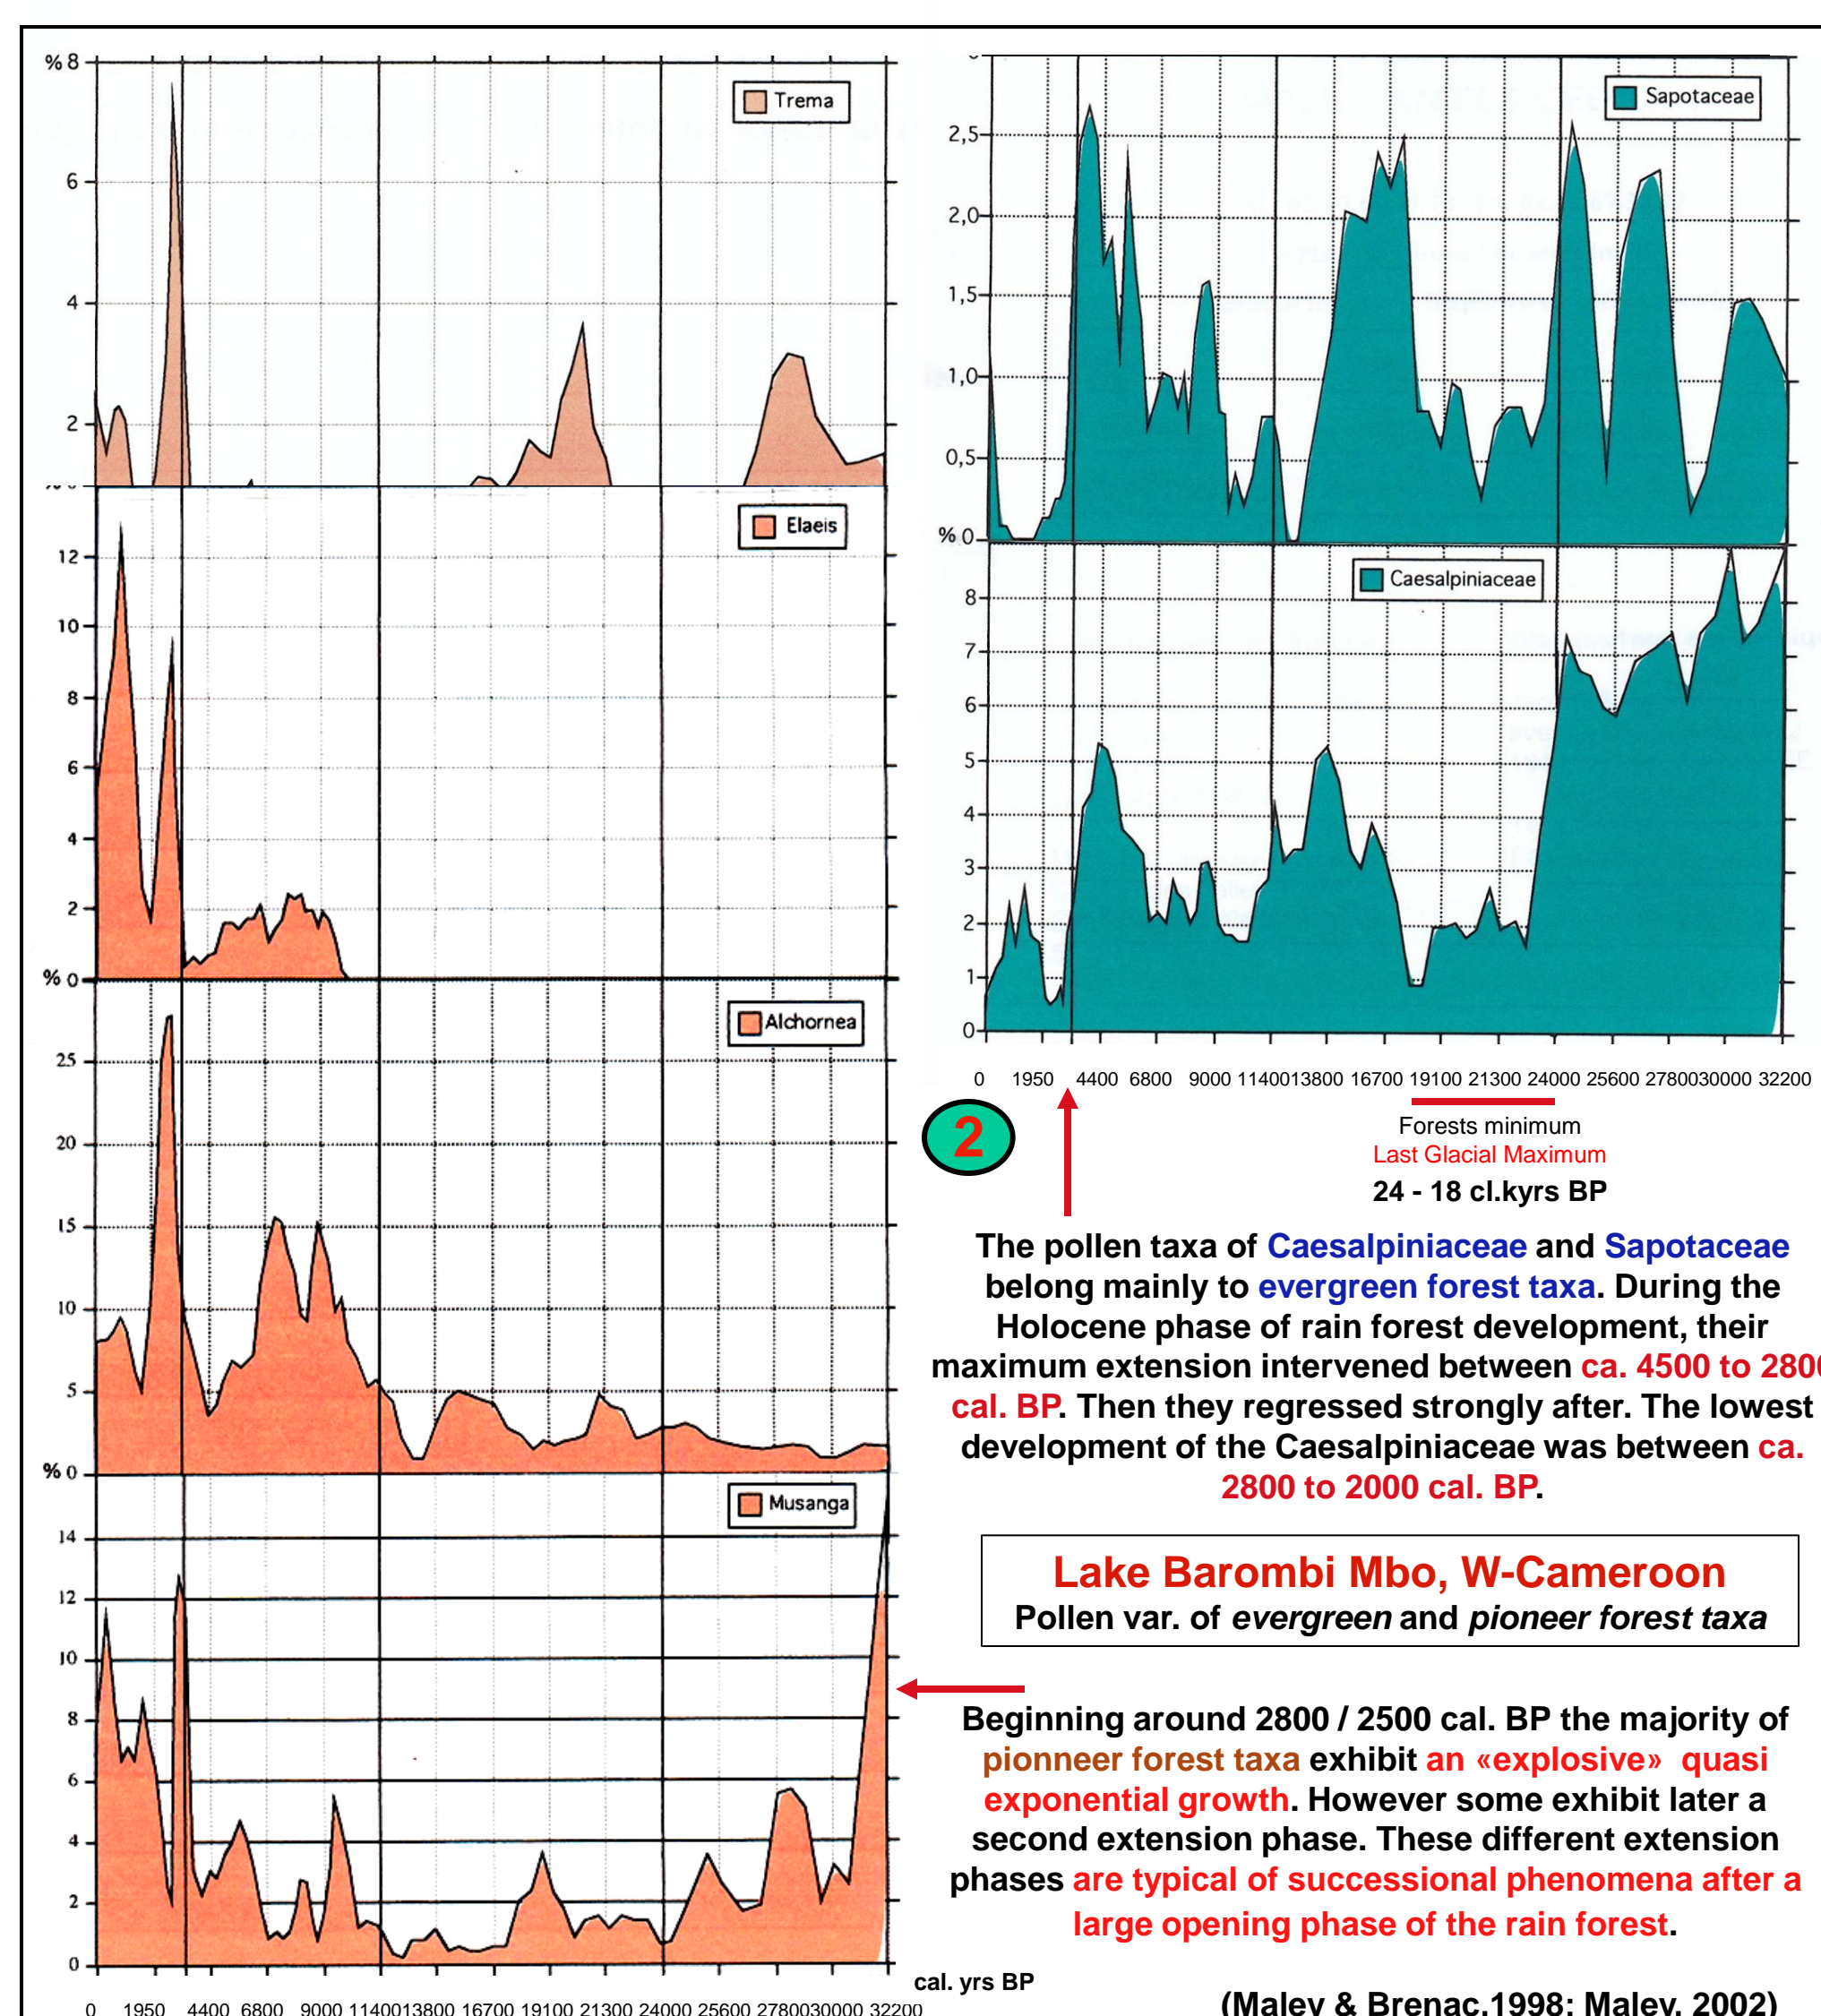 % 8
Trema
6
4
2
Elaeis
12
10
8
6
4
2
% 0
Alchornea
25
20
15
10
5
% 0
Musanga
14
12
10
8
6
4
2
0
0 1950 4400 6800 9000 11400 13800 16700 19100 21300 24000 25600 27800 30000 32200
cal. yrs BP
Sapotaceae
2,5
2,0
1,5
1,0
0,5
% 0
Caesalpiniaceae
8
7
6
5
4
3
2
1
0
0 1950 4400 6800 9000 11400 13800 16700 19100 21300 24000 25600 27800 30000 32200
2
Forests minimum
Last Glacial Maximum
24 - 18 cl.kyrs BP
The pollen taxa of Caesalpiniaceae and Sapotaceae
belong mainly to evergreen forest taxa. During the
Holocene phase of rain forest development, their
maximum extension intervened between ca. 4500 to 2800
cal. BP. Then they regressed strongly after. The lowest
development of the Caesalpiniaceae was between ca.
2800 to 2000 cal. BP.
Lake Barombi Mbo, W-Cameroon
Pollen var. of evergreen and pioneer forest taxa
Beginning around 2800 / 2500 cal. BP the majority of
pionneer forest taxa exhibit an «explosive» quasi
exponential growth. However some exhibit later a
second extension phase. These different extension
phases are typical of successional phenomena after a
large opening phase of the rain forest.
(Maley & Brenac,1998; Maley, 2002)